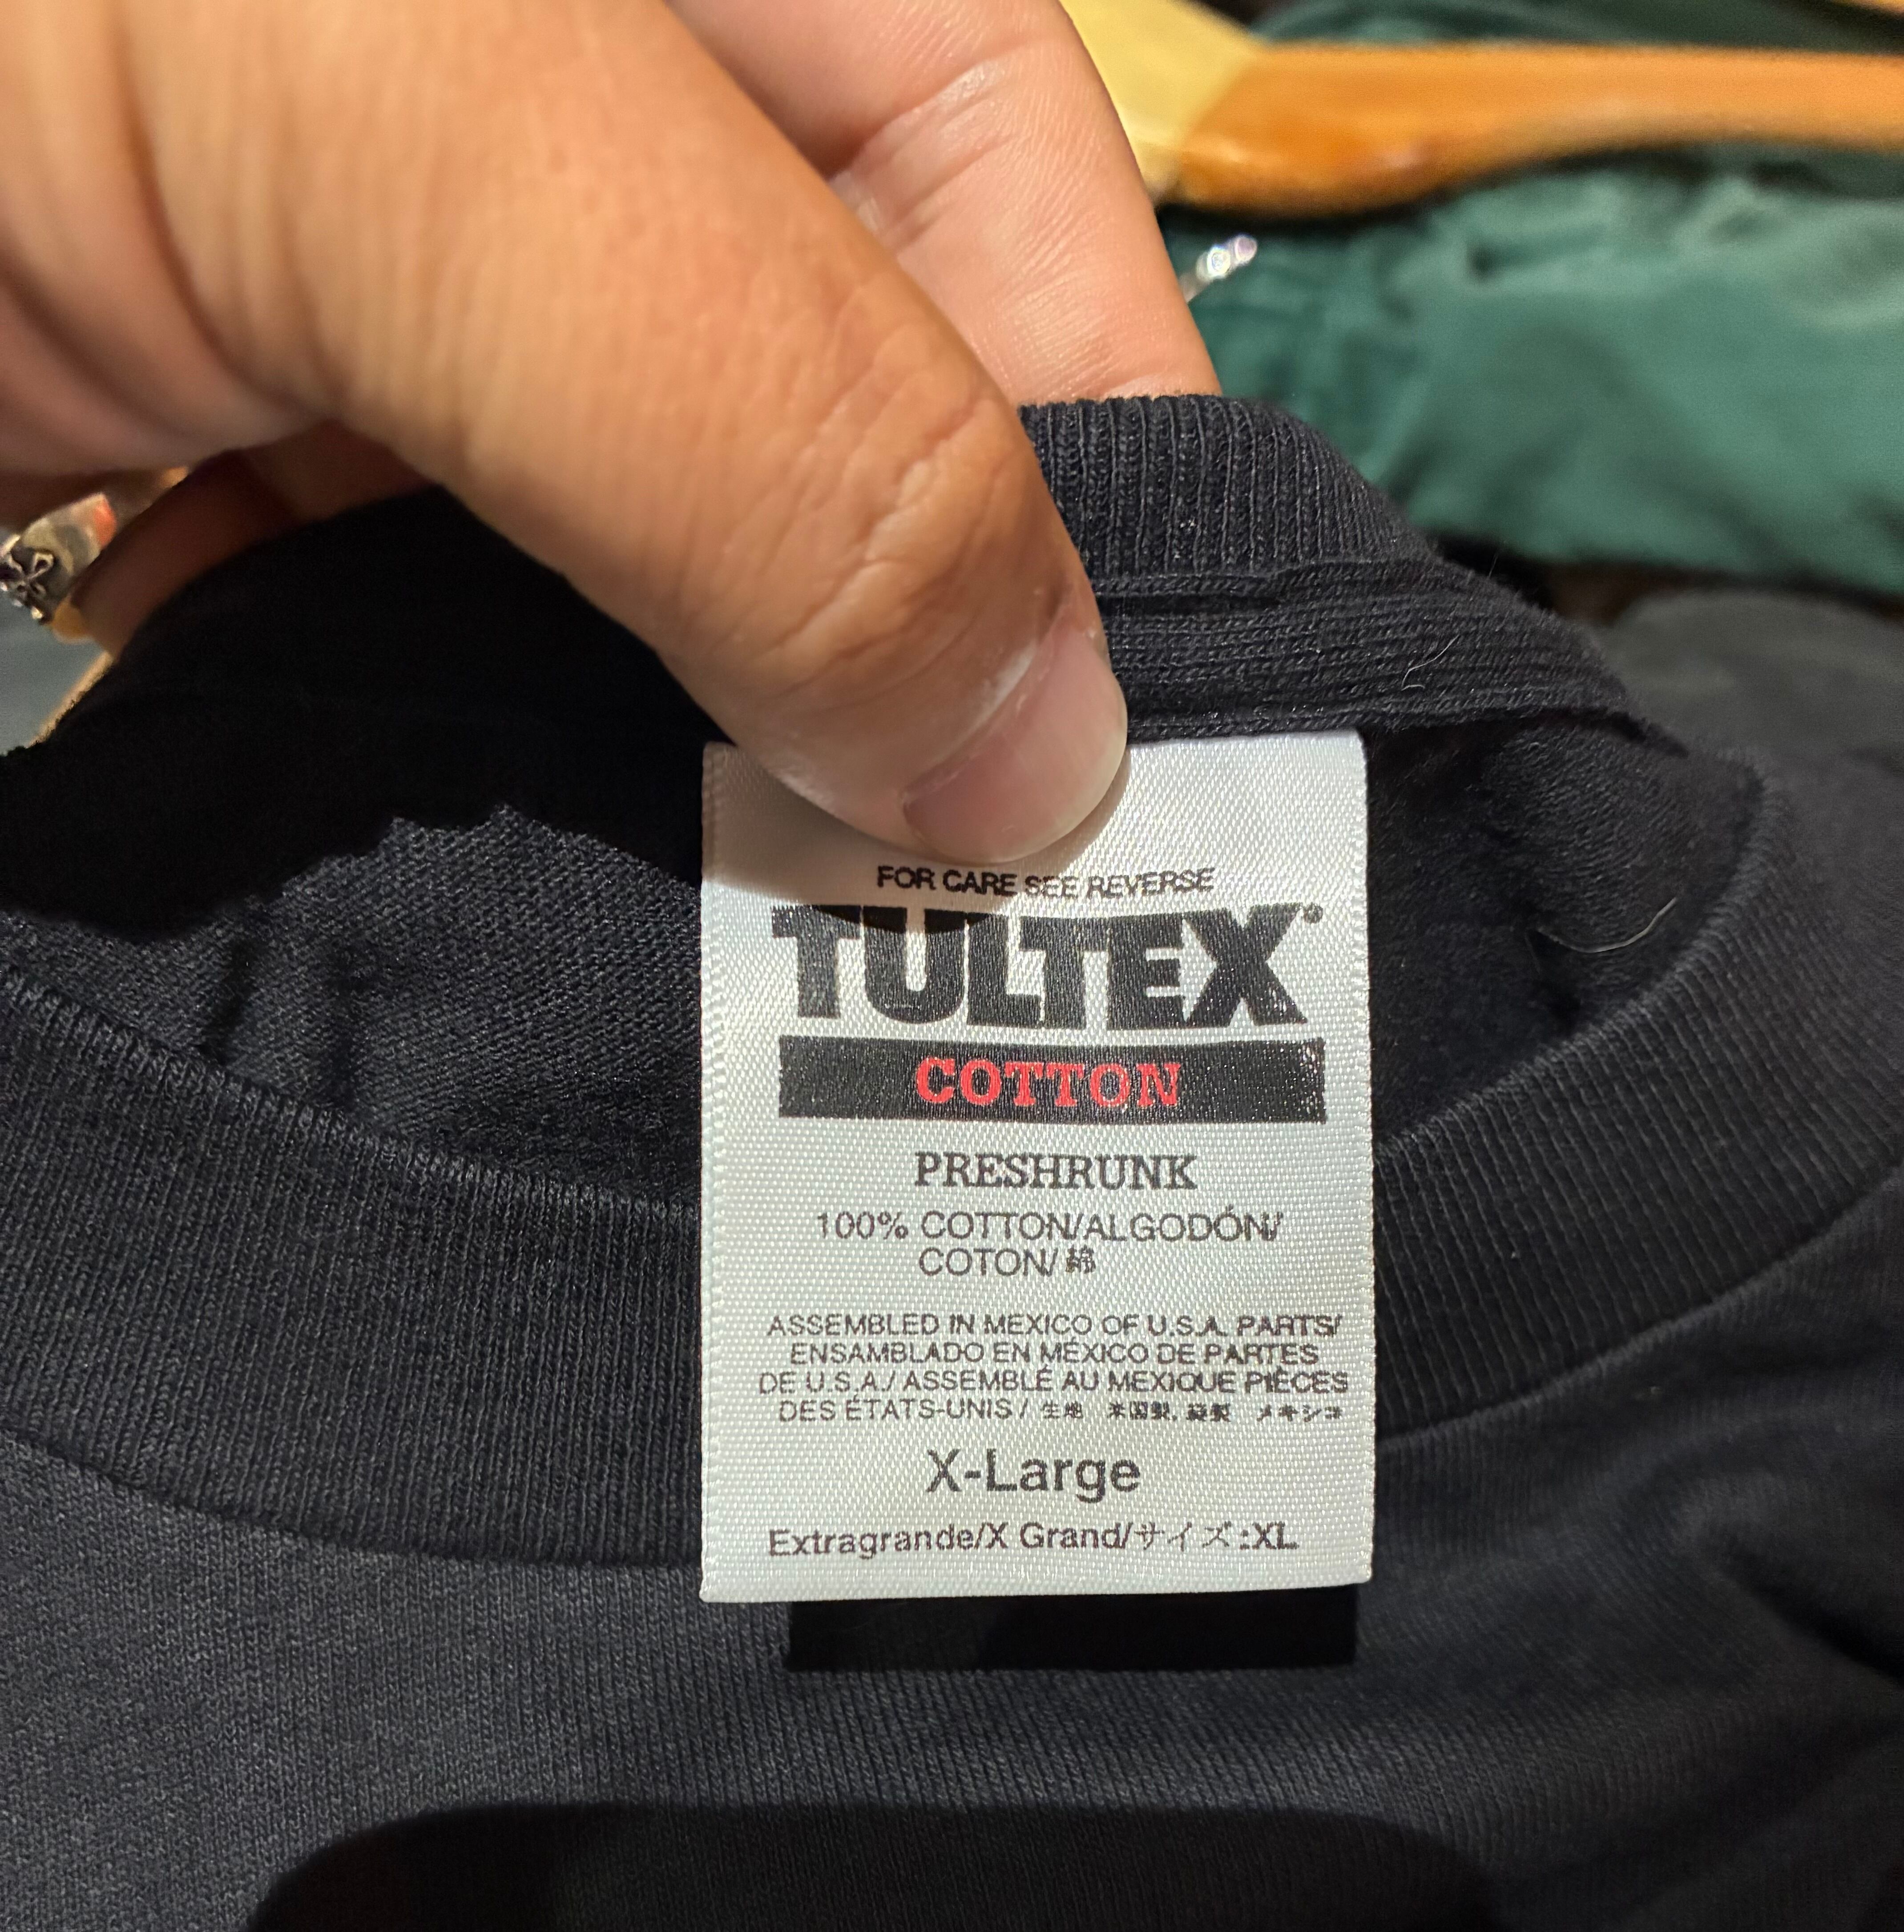 FOR CARE SEE REVERSE
TULTEX®
COTTON
PRESHRUNK
100% COTTON/ALGODÓN/
COTON/ 綿
ASSEMBLED IN MEXICO OF U.S.A. PARTS/
ENSAMBLADO EN MÉXICO DE PARTES
DE U.S.A./ ASSEMBLÉ AU MEXIQUE PIÈCES
DES ÉTATS-UNIS / 生地 米国製, 縫製 メキシコ
X-Large
Extragrande/X Grand/サイズ:XL